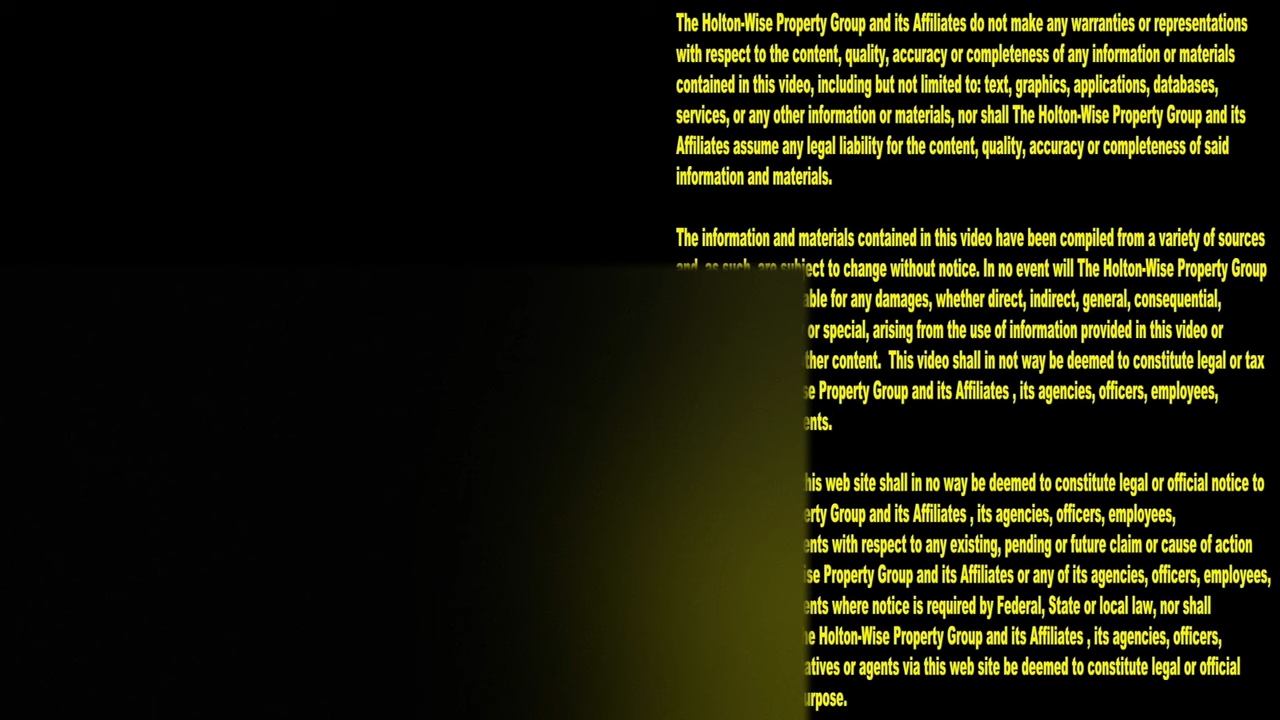 The Holton-Wise Property Group and its Affiliates do not make any warranties or representations
with respect to the content, quality, accuracy or completeness of any information or materials
contained in this video, including but not limited to: text, graphics, applications, databases,
services, or any other information or materials, nor shall The Holton-Wise Property Group and its
Affiliates assume any legal liability for the content, quality, accuracy or completeness of said
information and materials.
The information and materials contained in this video have been compiled from a variety of sources
and, as such, are subject to change without notice. In no event will The Holton-Wise Property Group
for any damages, whether direct, indirect, general, consequential,
or special, arising from the use of information provided in this video or
content. This video shall in not way be deemed to constitute legal or tax
Property Group and its Affiliates , its agencies, officers, employees,
web site shall in no way be deemed to constitute legal or official notice to
Group and its Affiliates , its agencies, officers, employees,
with respect to any existing, pending or future claim or cause of action
Property Group and its Affiliates or any of its agencies, officers, employees,
where notice is required by Federal, State or local law, nor shall
Holton-Wise Property Group and its Affiliates , its agencies, officers,
or agents via this web site be deemed to constitute legal or official